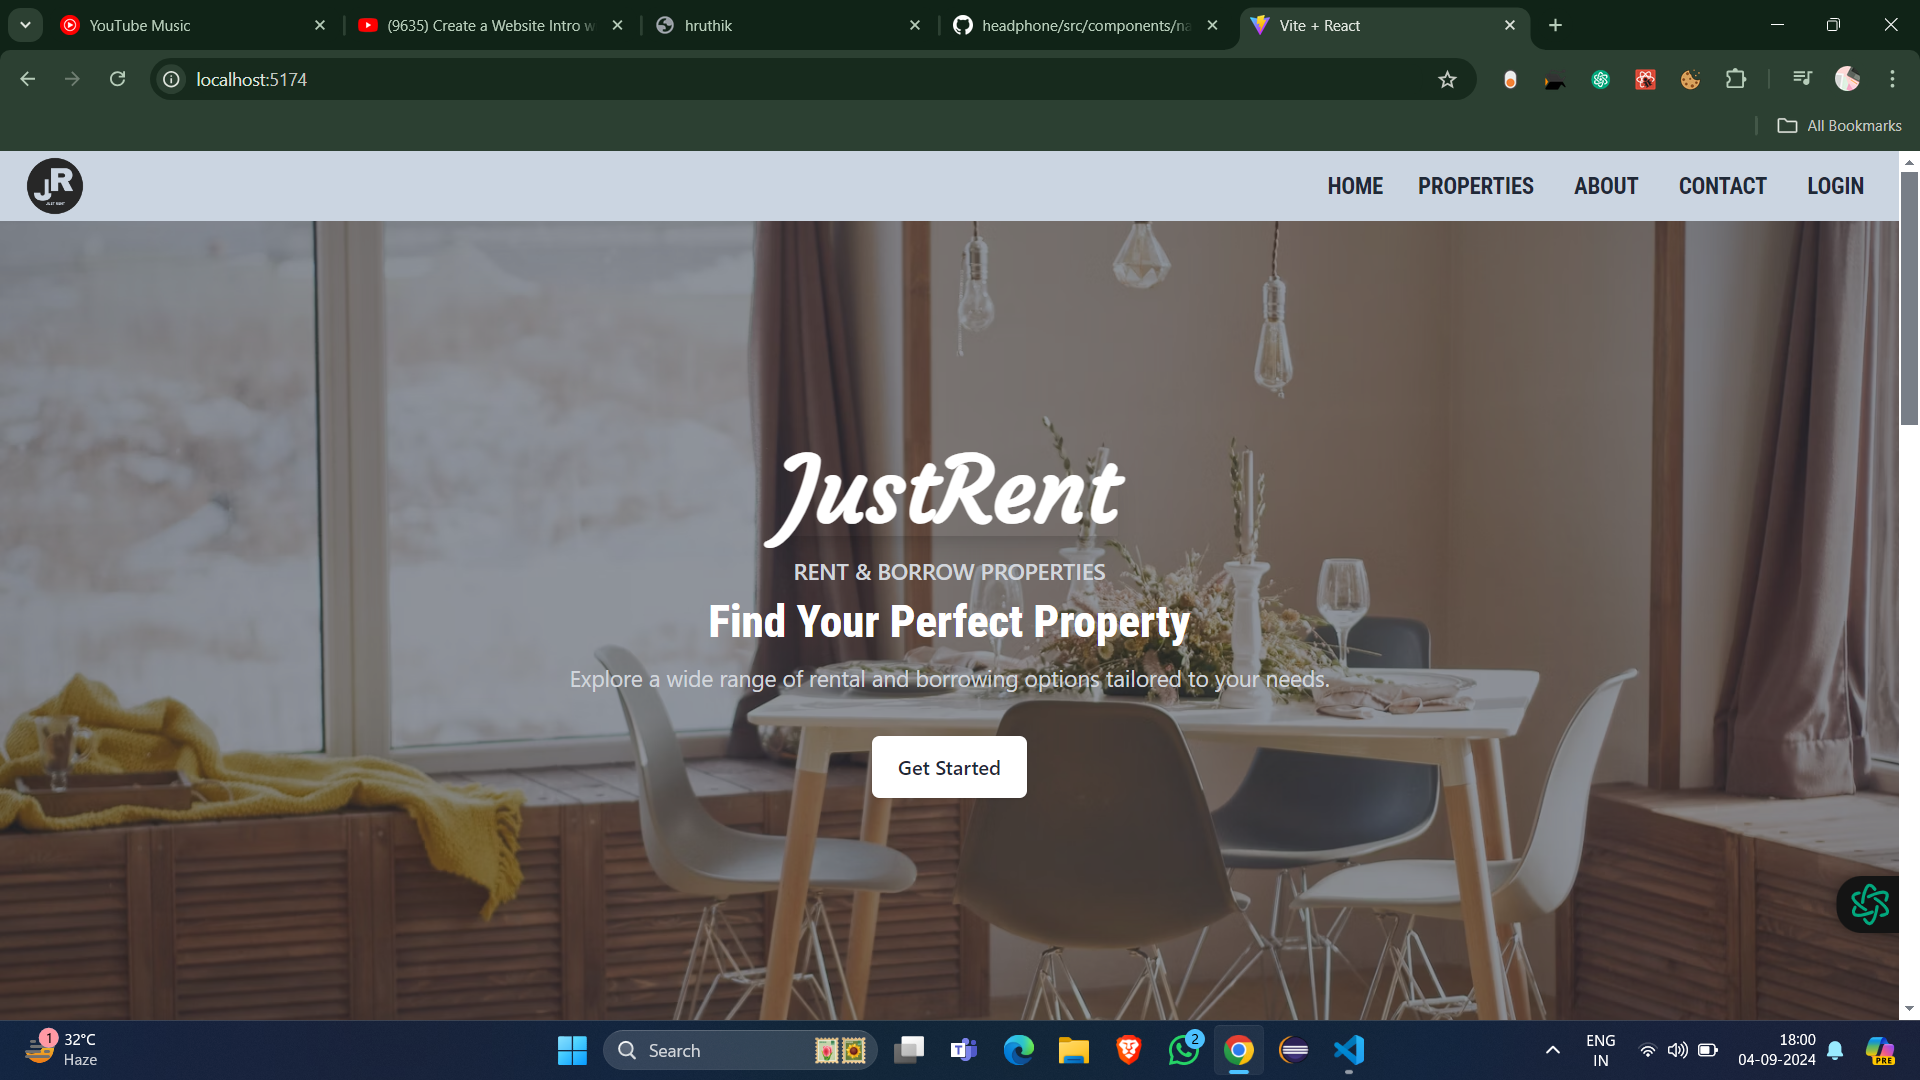 YouTube Music
(9635) Create a Website Intro w
hruthik
headphone/src/components/na
Vite + React
localhost:5174
All Bookmarks
JR
HOME
PROPERTIES
ABOUT
CONTACT
LOGIN
JustRent
RENT & BORROW PROPERTIES
Find Your Perfect Property
Explore a wide range of rental and borrowing options tailored to your needs.
Get Started
1
32°C
Haze
Search
2
ENG
IN
18:00
04-09-2024
PRE